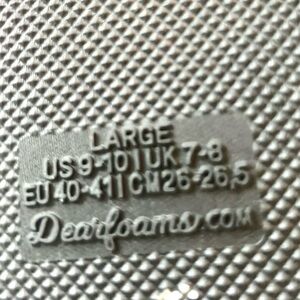 LARGE
US 9-10 | UK 7-8
EU 40-41 | CM 26-26,5
Dearfoams.com